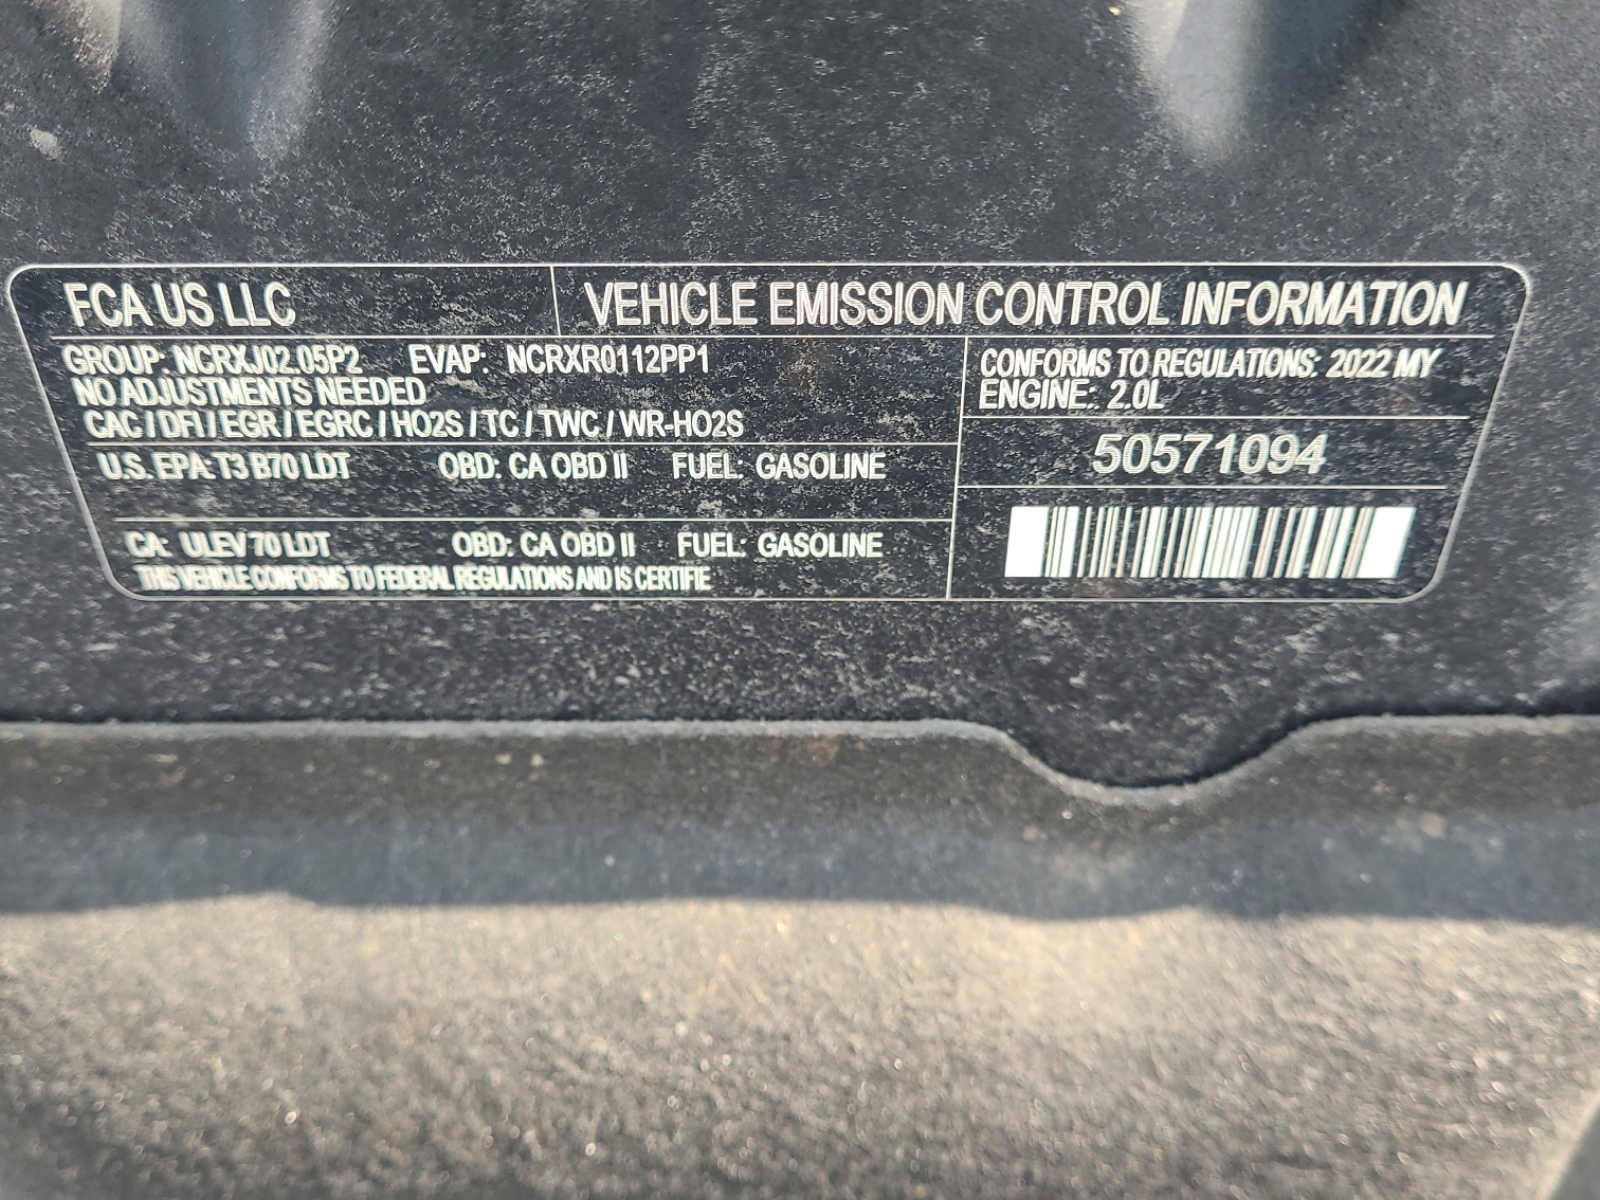 FCA US LLC VEHICLE EMISSION CONTROL INFORMATION
GROUP: NCRXJ02.05P2 EVAP: NCRXR0112PP1
NO ADJUSTMENTS NEEDED
CAC / DFI / EGR / EGRC / HO2S / TC / TWC / WR-HO2S
U.S. EPA: T3 B70 LDT OBD: CA OBD II FUEL: GASOLINE
CA: ULEV 70 LDT OBD: CA OBD II FUEL: GASOLINE
THIS VEHICLE CONFORMS TO FEDERAL REGULATIONS AND IS CERTIFIE
CONFORMS TO REGULATIONS: 2022 MY
ENGINE: 2.0L
50571094